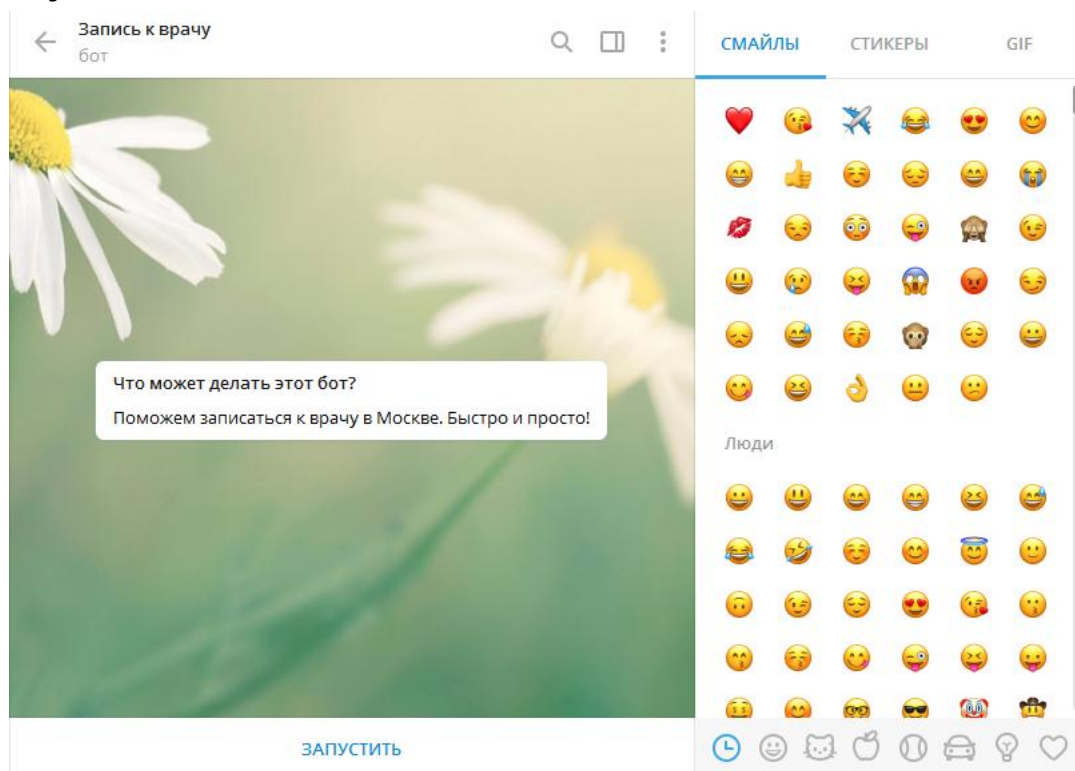 Запись к врачу
бот
СМАЙЛЫ СТИКЕРЫ GIF
Что может делать этот бот?
Поможем записаться к врачу в Москве. Быстро и просто!
Люди
ЗАПУСТИТЬ